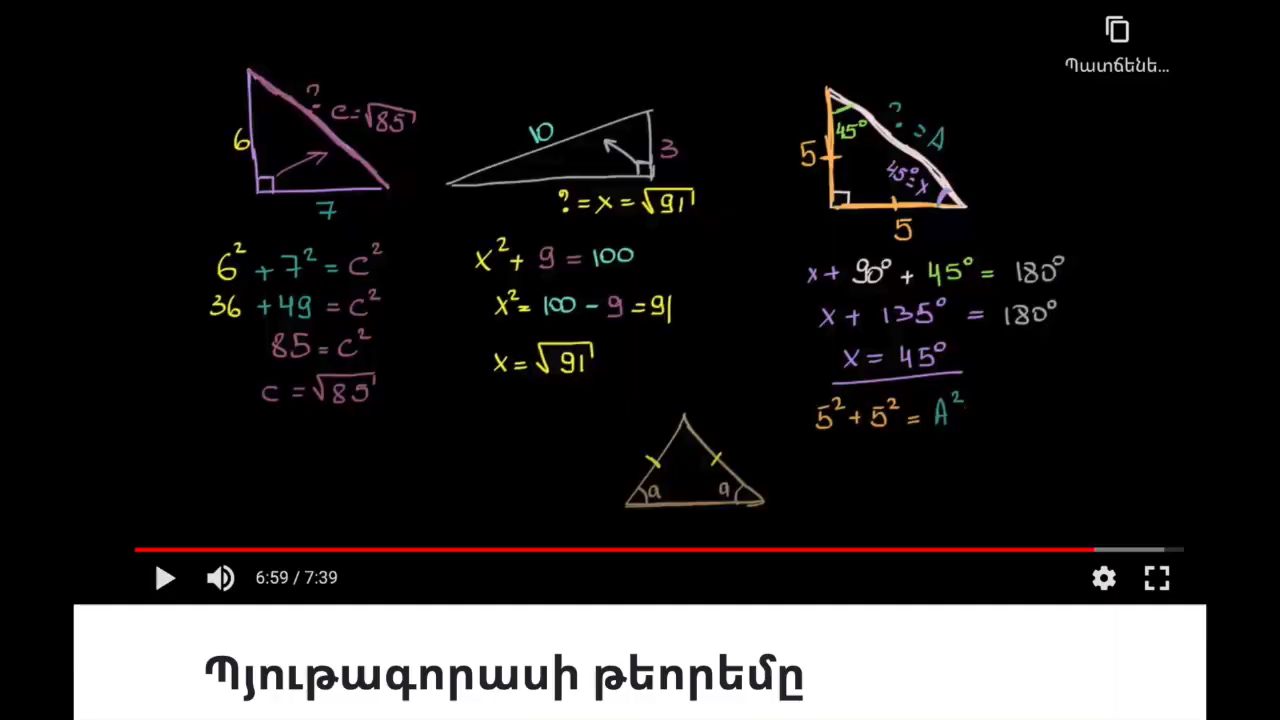 Պատճենե...
6
?
c=√85
7
6² + 7² = c²
36 + 49 = c²
85 = c²
c = √85
10
3
? = x = √91
x² + 9 = 100
x² = 100 - 9 = 91
x = √91
a a
45°
? = A
5
45° = x
5
x + 90° + 45° = 180°
x + 135° = 180°
x = 45°
5² + 5² = A²
6:59 / 7:39
Պյութագորասի թեորեմը